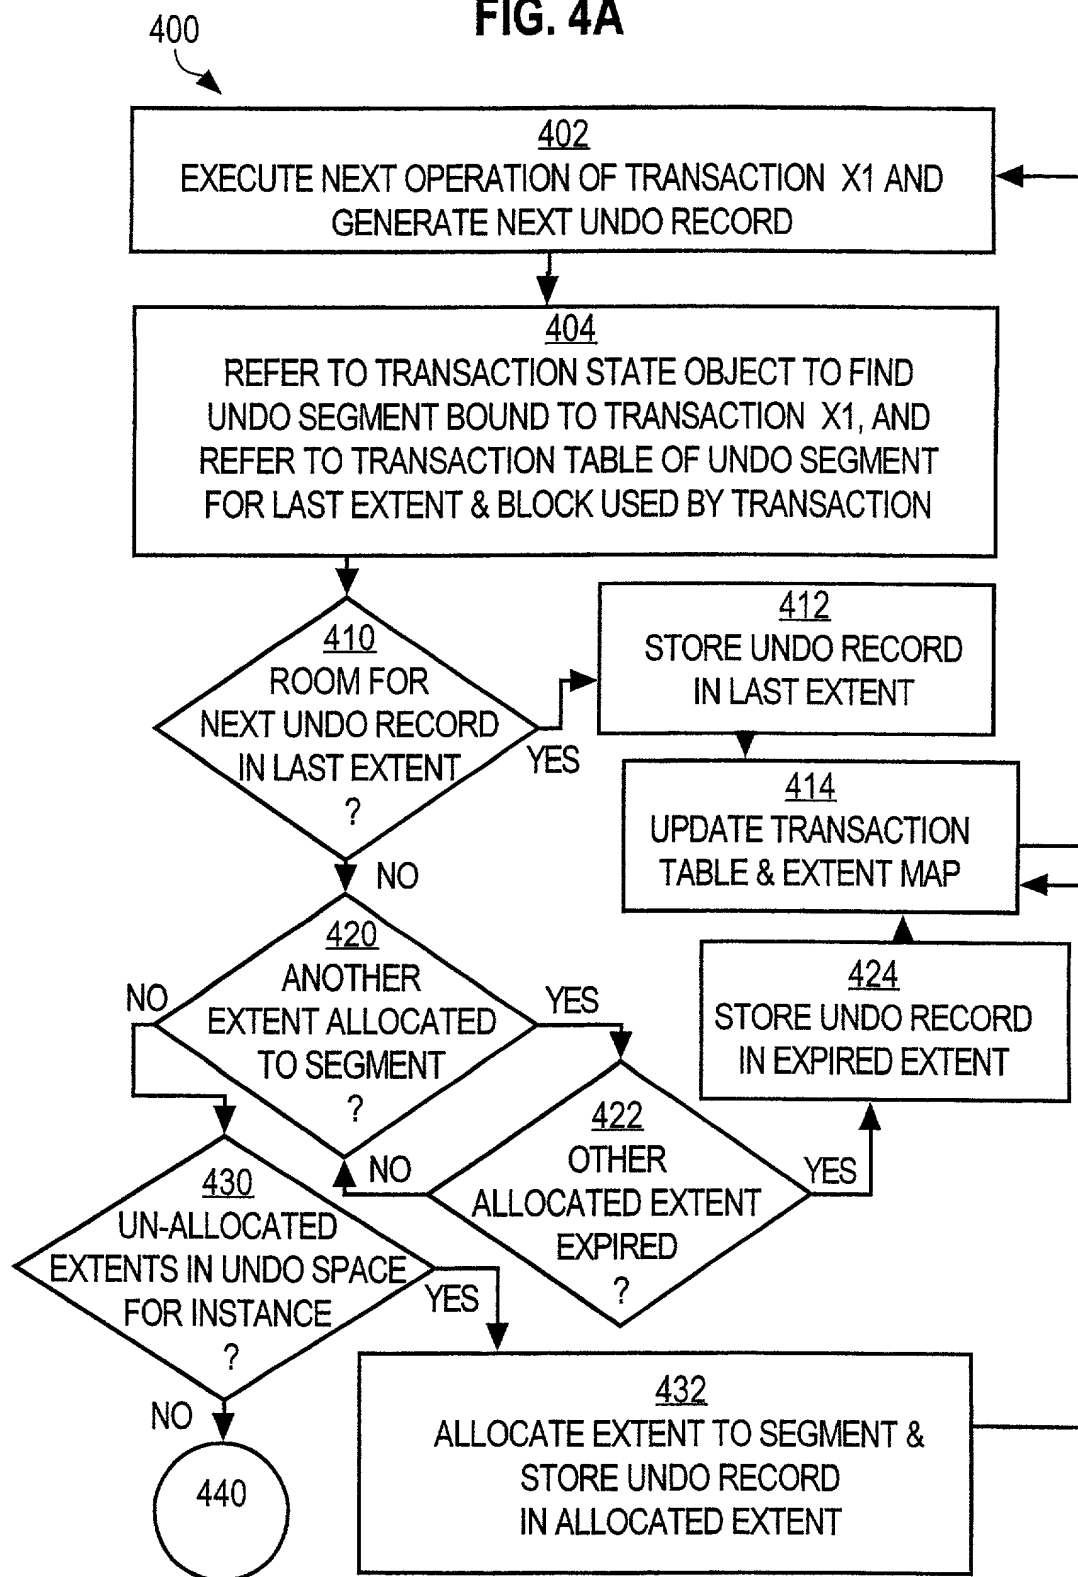 FIG. 4A
400
402
EXECUTE NEXT OPERATION OF TRANSACTION X1 AND
GENERATE NEXT UNDO RECORD
404
REFER TO TRANSACTION STATE OBJECT TO FIND
UNDO SEGMENT BOUND TO TRANSACTION X1, AND
REFER TO TRANSACTION TABLE OF UNDO SEGMENT
FOR LAST EXTENT & BLOCK USED BY TRANSACTION
410
ROOM FOR
NEXT UNDO RECORD
IN LAST EXTENT
?
YES
412
STORE UNDO RECORD
IN LAST EXTENT
414
UPDATE TRANSACTION
TABLE & EXTENT MAP
NO
420
ANOTHER
EXTENT ALLOCATED
TO SEGMENT
?
NO
YES
424
STORE UNDO RECORD
IN EXPIRED EXTENT
422
OTHER
ALLOCATED EXTENT
EXPIRED
?
NO
YES
430
UN-ALLOCATED
EXTENTS IN UNDO SPACE
FOR INSTANCE
?
YES
NO
432
ALLOCATE EXTENT TO SEGMENT &
STORE UNDO RECORD
IN ALLOCATED EXTENT
440